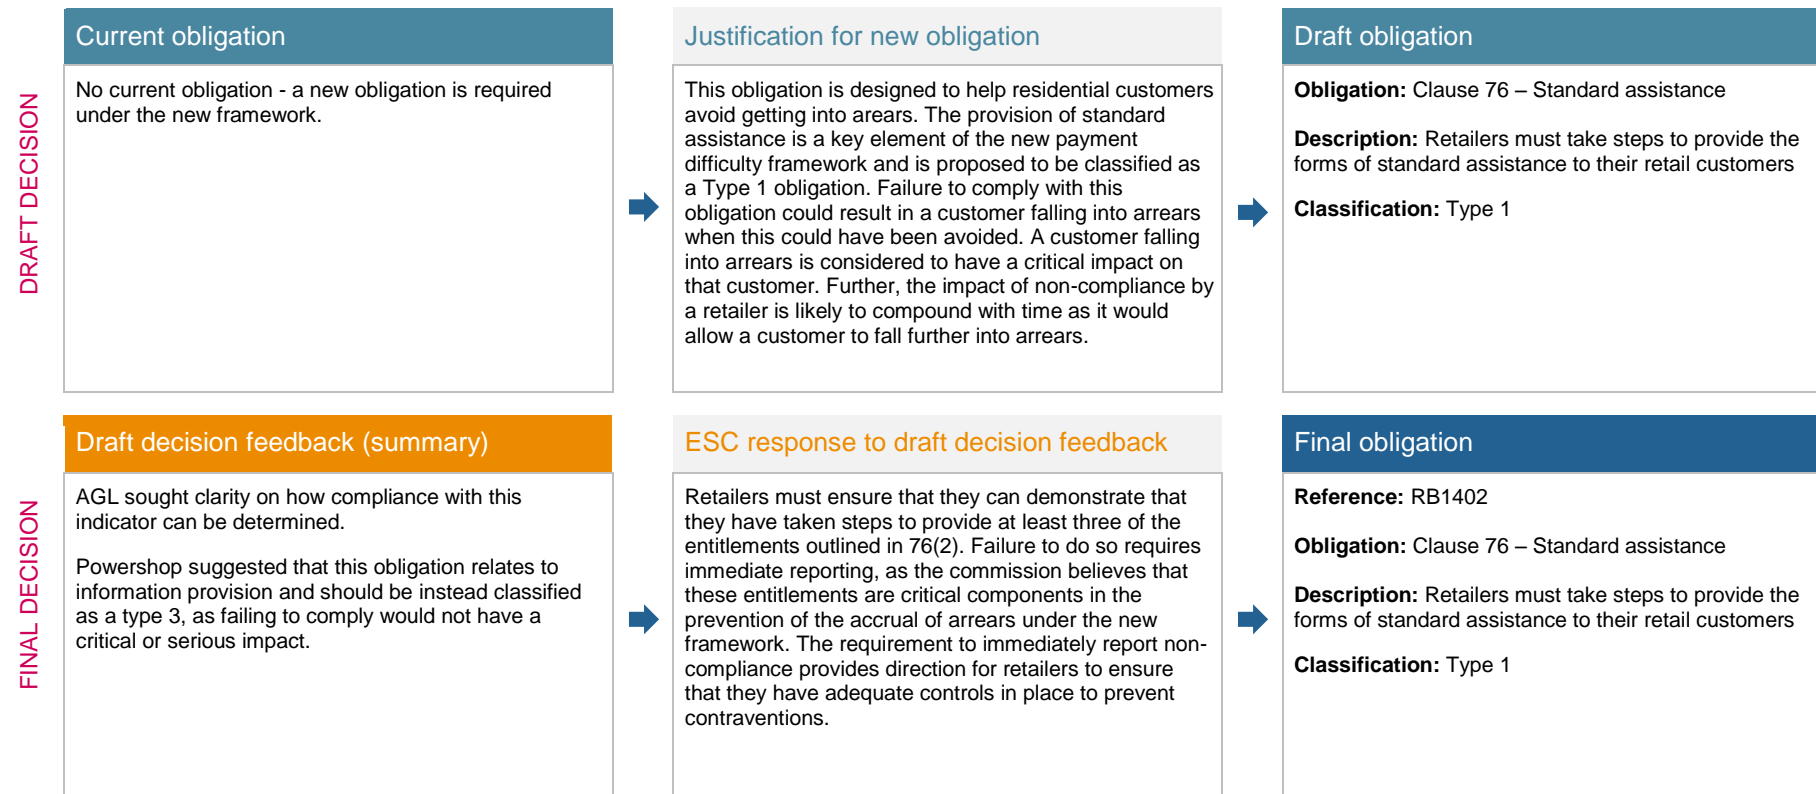 DRAFT DECISION
Current obligation
No current obligation - a new obligation is required
under the new framework.
Justification for new obligation
This obligation is designed to help residential customers
avoid getting into arears. The provision of standard
assistance is a key element of the new payment
difficulty framework and is proposed to be classified as
a Type 1 obligation. Failure to comply with this
obligation could result in a customer falling into arrears
when this could have been avoided. A customer falling
into arrears is considered to have a critical impact on
that customer. Further, the impact of non-compliance by
a retailer is likely to compound with time as it would
allow a customer to fall further into arrears.
Draft obligation
Obligation: Clause 76 – Standard assistance
Description: Retailers must take steps to provide the
forms of standard assistance to their retail customers
Classification: Type 1
FINAL DECISION
Draft decision feedback (summary)
AGL sought clarity on how compliance with this
indicator can be determined.
Powershop suggested that this obligation relates to
information provision and should be instead classified
as a type 3, as failing to comply would not have a
critical or serious impact.
ESC response to draft decision feedback
Retailers must ensure that they can demonstrate that
they have taken steps to provide at least three of the
entitlements outlined in 76(2). Failure to do so requires
immediate reporting, as the commission believes that
these entitlements are critical components in the
prevention of the accrual of arrears under the new
framework. The requirement to immediately report non-
compliance provides direction for retailers to ensure
that they have adequate controls in place to prevent
contraventions.
Final obligation
Reference: RB1402
Obligation: Clause 76 – Standard assistance
Description: Retailers must take steps to provide the
forms of standard assistance to their retail customers
Classification: Type 1